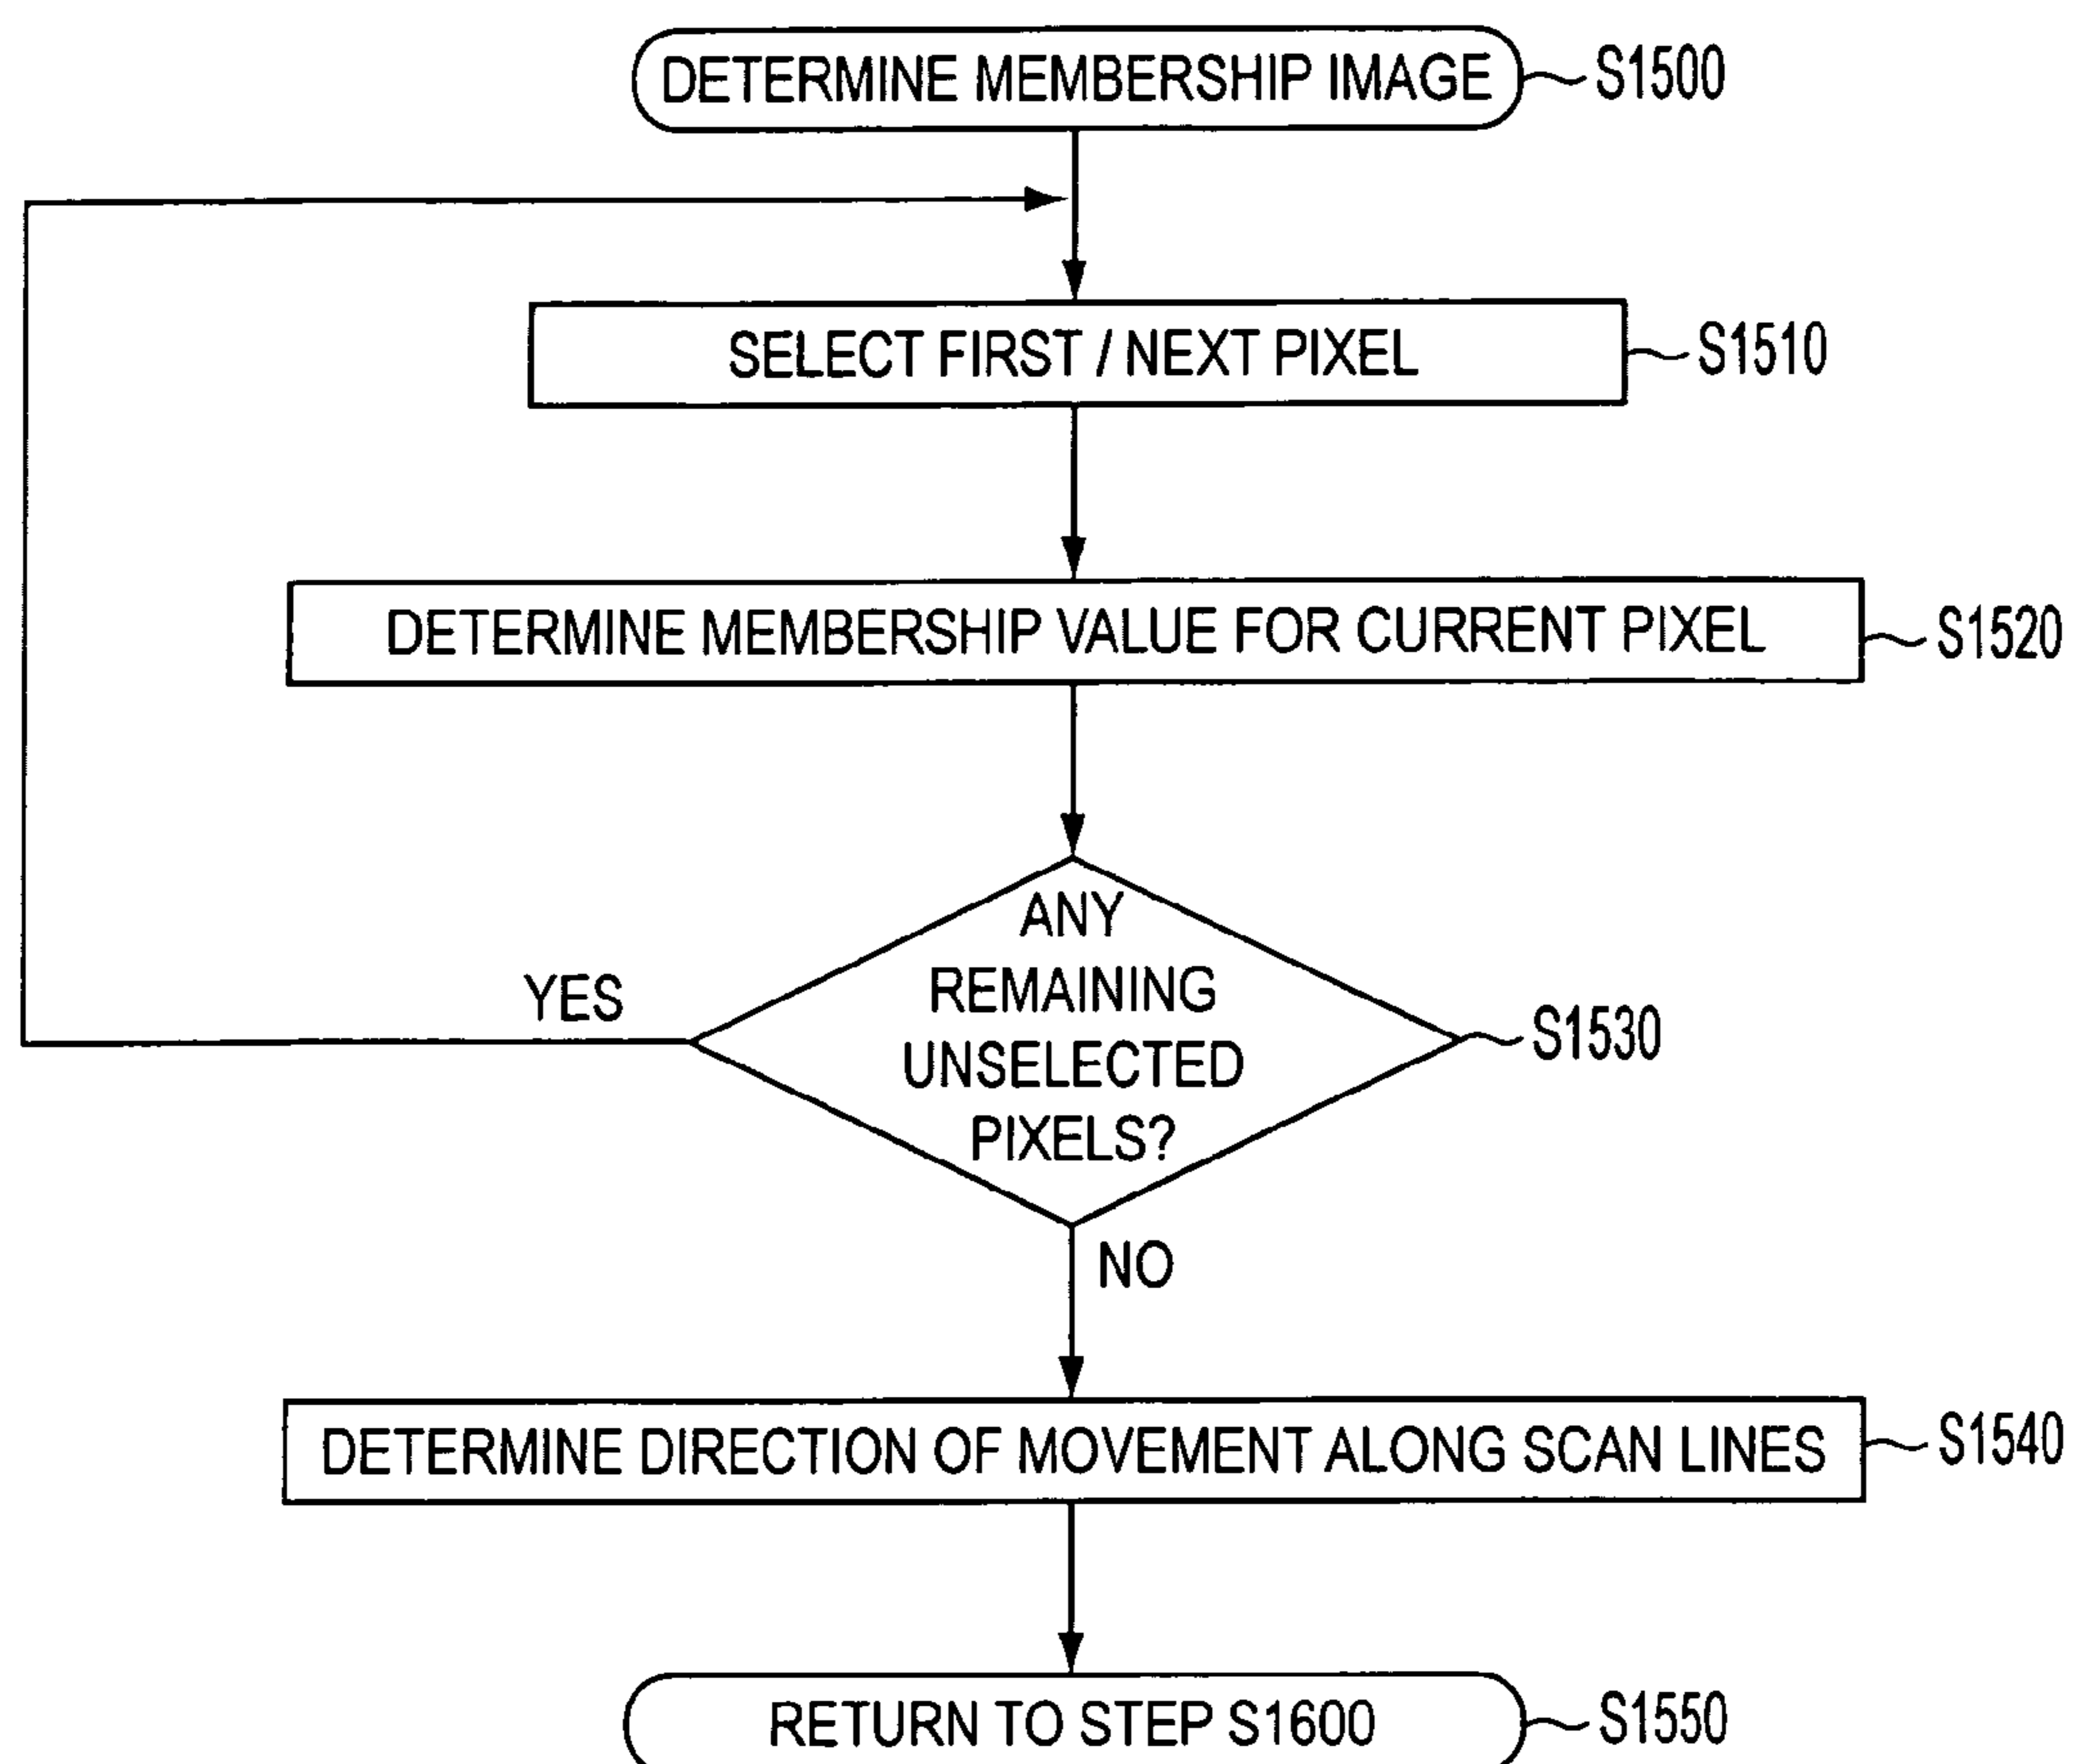 DETERMINE MEMBERSHIP IMAGE
S1500
SELECT FIRST / NEXT PIXEL
S1510
DETERMINE MEMBERSHIP VALUE FOR CURRENT PIXEL
S1520
ANY
REMAINING
UNSELECTED
PIXELS?
YES
S1530
NO
DETERMINE DIRECTION OF MOVEMENT ALONG SCAN LINES
S1540
RETURN TO STEP S1600
S1550